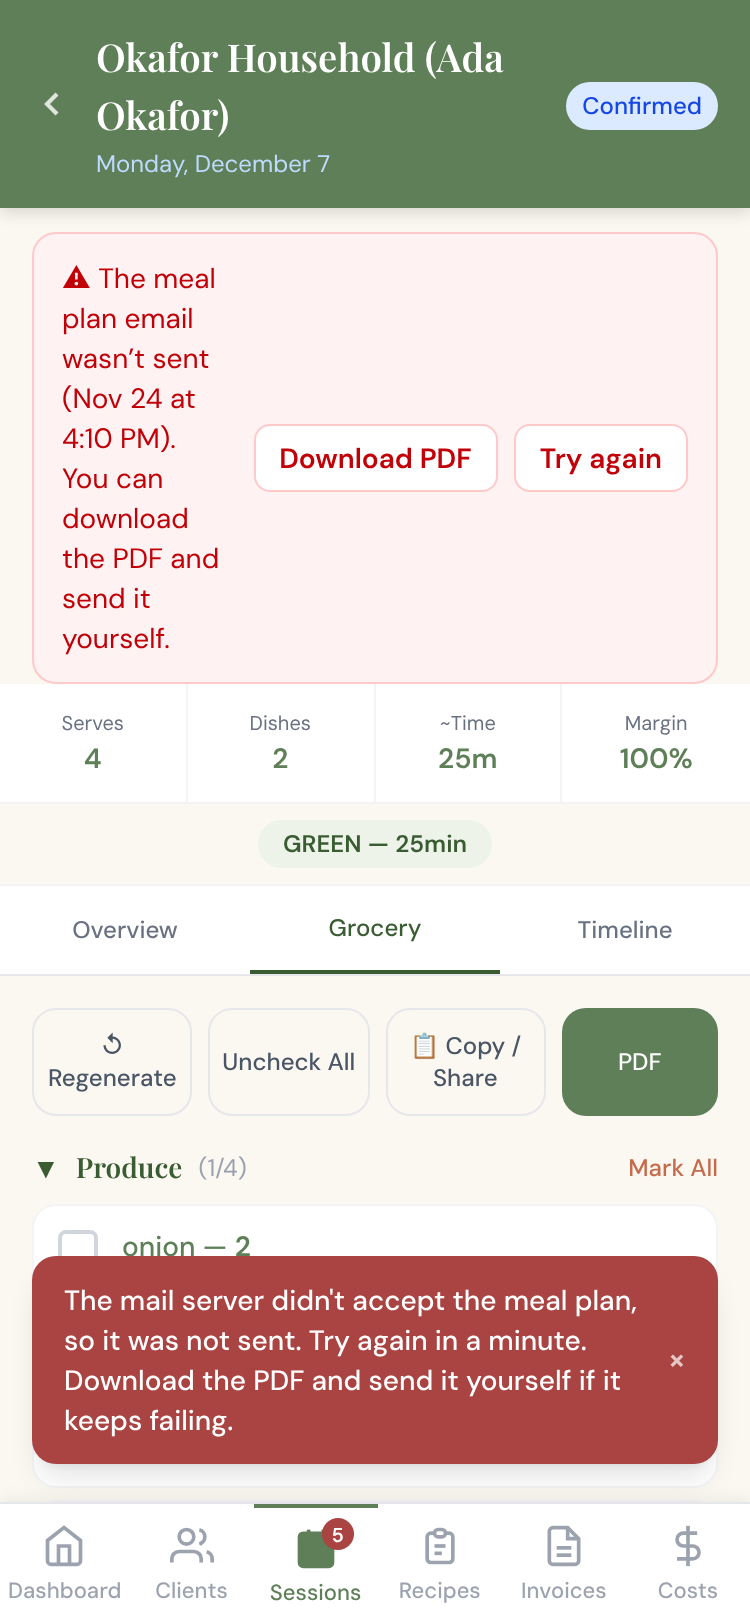 Okafor Household (Ada
Okafor)
Monday, December 7
Confirmed
The meal
plan email
wasn’t sent
(Nov 24 at
4:10 PM).
You can
download
the PDF and
send it
yourself.
Download PDF
Try again
Serves
4
Dishes
2
~Time
25m
Margin
100%
GREEN — 25min
Overview
Grocery
Timeline
Regenerate
Uncheck All
Copy /
Share
PDF
Produce (1/4)
Mark All
onion — 2
The mail server didn't accept the meal plan,
so it was not sent. Try again in a minute.
Download the PDF and send it yourself if it
keeps failing.
×
5
Dashboard
Clients
Sessions
Recipes
Invoices
Costs